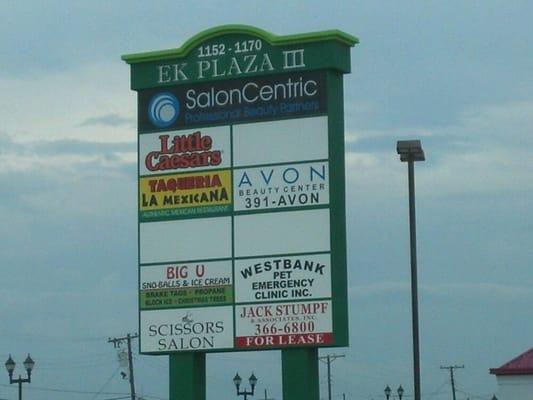 1152 - 1170
EK PLAZA III
SALONCENTRIC
Professional Beauty Partners
Little
Caesars
TAQUERIA
LA MEXICANA
AUTHENTIC MEXICAN RESTAURANT
AVON
BEAUTY CENTER
391-AVON
BIG U
SNO-BALLS & ICE CREAM
BRAKE TAGS · PROPANE
BLOCK ICE · CHRISTMAS TREES
WESTBANK
PET
EMERGENCY
CLINIC INC.
SCISSORS
SALON
JACK STUMPF
& ASSOCIATES, INC.
366-6800
FOR LEASE